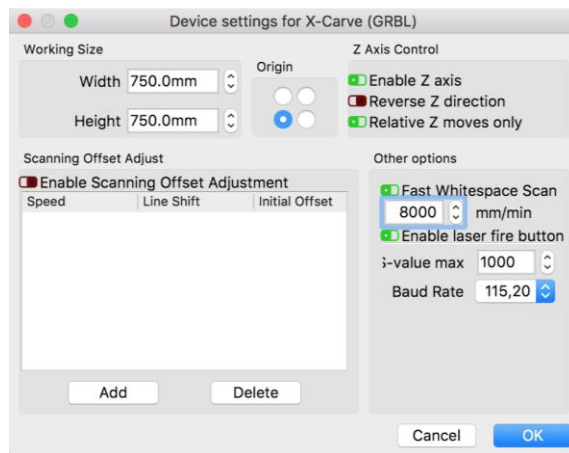 Device settings for X-Carve (GRBL)
Working Size
Width 750.0mm
Height 750.0mm
Origin
Z Axis Control
Enable Z axis
Reverse Z direction
Relative Z moves only
Scanning Offset Adjust
Enable Scanning Offset Adjustment
Speed Line Shift Initial Offset
Add Delete
Other options
Fast Whitespace Scan
8000 mm/min
Enable laser fire button
S-value max 1000
Baud Rate 115,20
Cancel OK